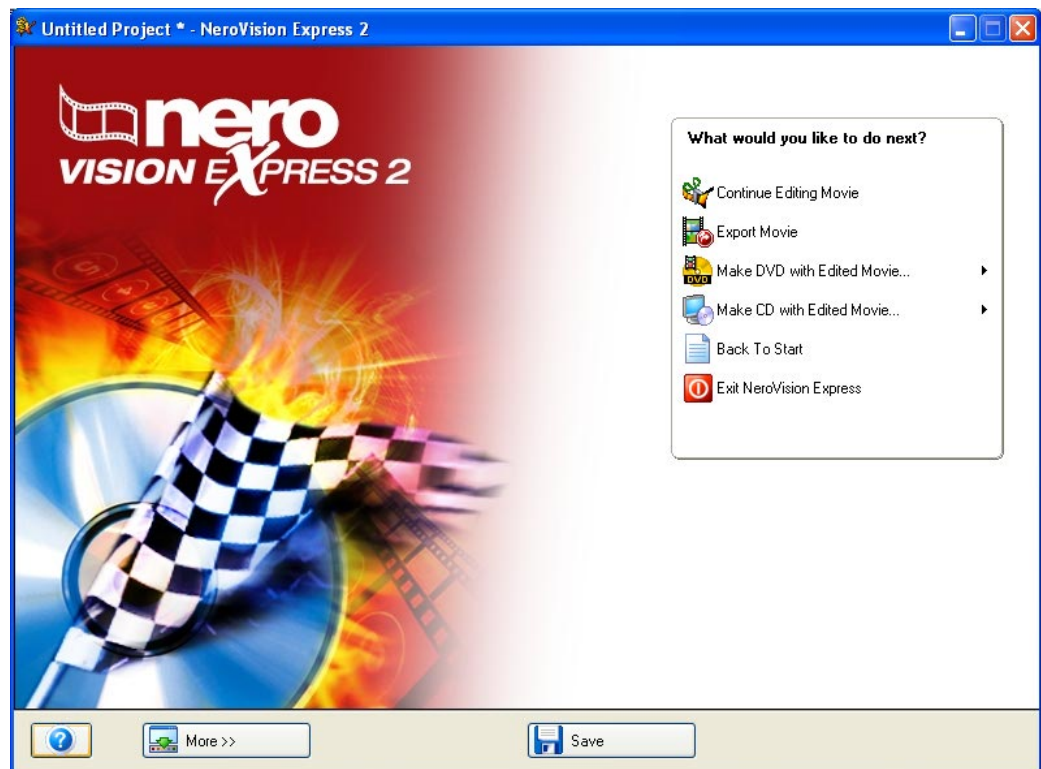 Untitled Project * - NeroVision Express 2
nero
VISION EXPRESS 2
What would you like to do next?
Continue Editing Movie
Export Movie
Make DVD with Edited Movie...
Make CD with Edited Movie...
Back To Start
Exit NeroVision Express
More >>
Save